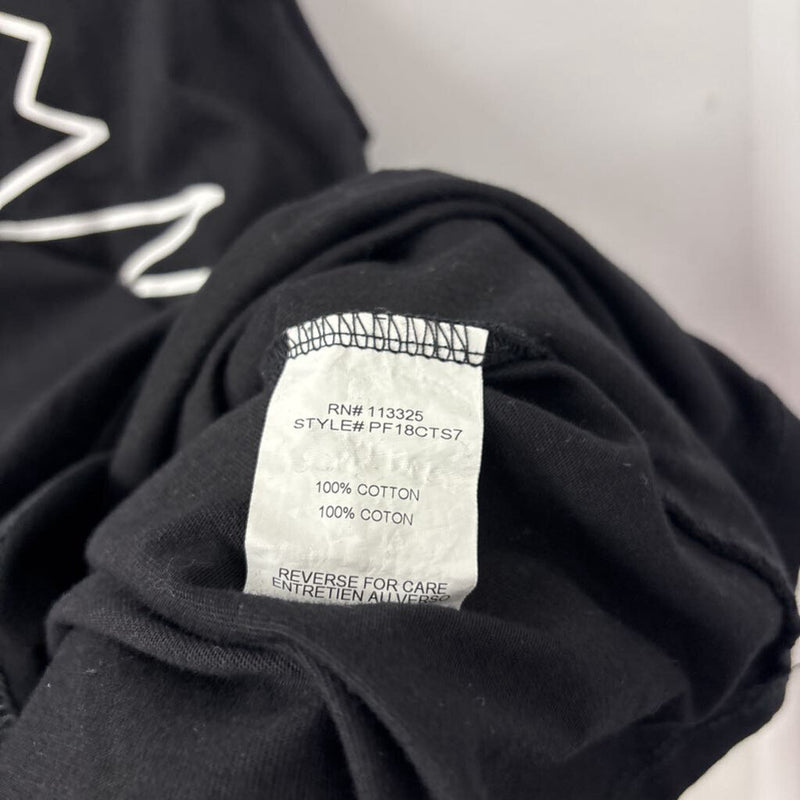 RN# 113325
STYLE# PF18CTS7
100% COTTON
100% COTON
REVERSE FOR CARE
ENTRETIEN AU VERSO